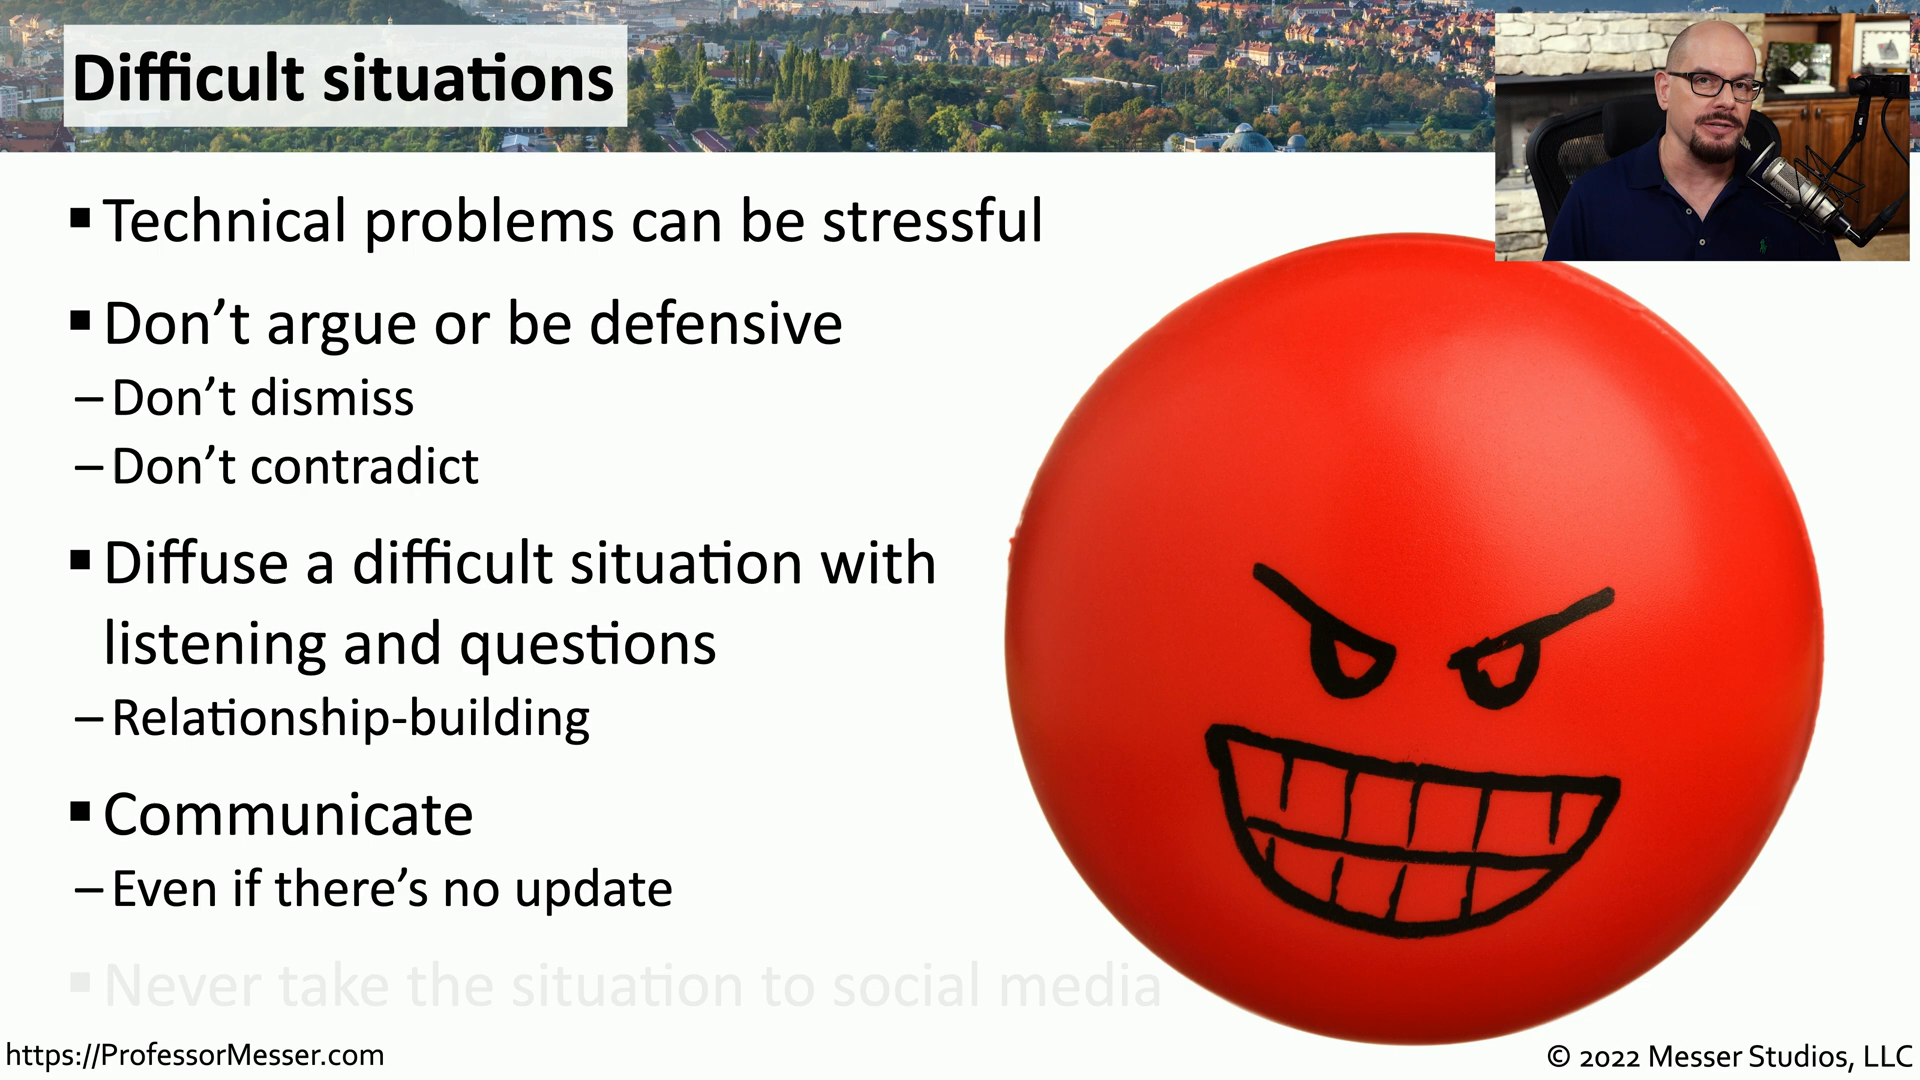 Difficult situations
▪ Technical problems can be stressful
▪ Don’t argue or be defensive
– Don’t dismiss
– Don’t contradict
▪ Diffuse a difficult situation with
listening and questions
– Relationship-building
▪ Communicate
– Even if there’s no update
▪ Never take the situation to social media
https://ProfessorMesser.com
© 2022 Messer Studios, LLC